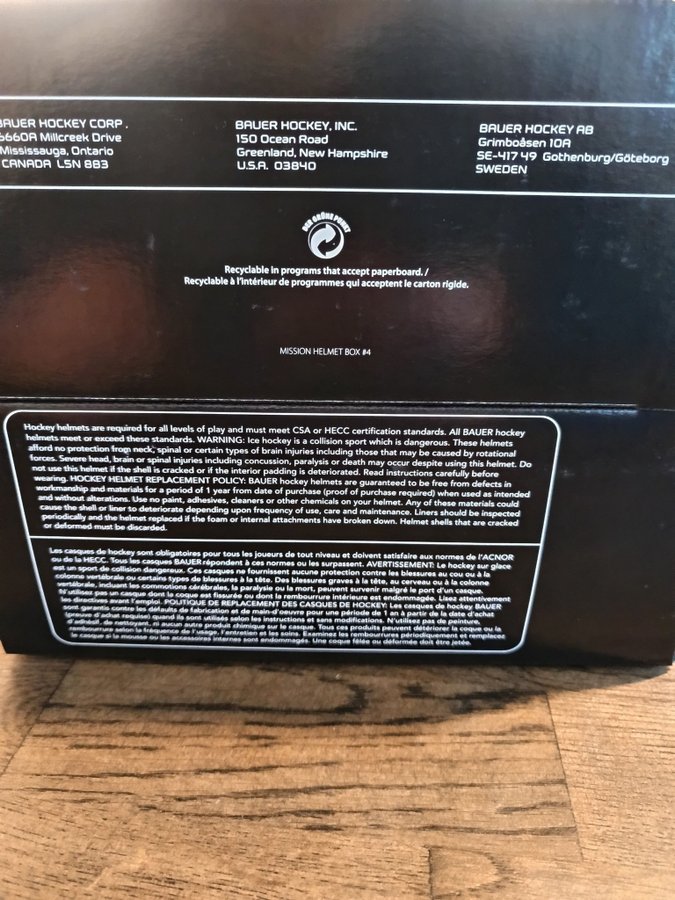 BAUER HOCKEY CORP.
6660A Millcreek Drive
Mississauga, Ontario
CANADA L5N 8B3
BAUER HOCKEY, INC.
150 Ocean Road
Greenland, New Hampshire
U.S.A. 03840
BAUER HOCKEY AB
Grimboåsen 10A
SE-417 49 Gothenburg/Göteborg
SWEDEN
DER GRÜNE PUNKT
Recyclable in programs that accept paperboard. /
Recyclable à l'intérieur de programmes qui acceptent le carton rigide.
MISSION HELMET BOX #4
Hockey helmets are required for all levels of play and must meet CSA or HECC certification standards. All BAUER hockey
helmets meet or exceed these standards. WARNING: Ice hockey is a collision sport which is dangerous. These helmets
afford no protection from neck, spinal or certain types of brain injuries including those that may be caused by rotational
forces. Severe head, brain or spinal injuries including concussion, paralysis or death may occur despite using this helmet. Do
not use this helmet if the shell is cracked or if the interior padding is deteriorated. Read instructions carefully before
wearing. HOCKEY HELMET REPLACEMENT POLICY: BAUER hockey helmets are guaranteed to be free from defects in
workmanship and materials for a period of 1 year from date of purchase (proof of purchase required) when used as intended
and without alterations. Use no paint, adhesives, cleaners or other chemicals on your helmet. Any of these materials could
cause the shell or liner to deteriorate depending upon frequency of use, care and maintenance. Liners should be inspected
periodically and the helmet replaced if the foam or internal attachments have broken down. Helmet shells that are cracked
or deformed must be discarded.
Les casques de hockey sont obligatoires pour tous les joueurs de tout niveau et doivent satisfaire aux normes de l'ACNOR
ou de la HECC. Tous les casques BAUER répondent à ces normes ou les surpassent. AVERTISSEMENT: Le hockey sur glace
est un sport de collision dangereux. Ces casques ne fournissent aucune protection contre les blessures au cou ou à la
colonne vertébrale ou certains types de blessures à la tête. Des blessures graves à la tête, au cerveau ou à la colonne
vertébrale, incluant les commotions cérébrales, la paralysie ou la mort, peuvent survenir malgré le port d'un casque.
N'utilisez pas un casque dont la coque est fissurée ou dont la rembourrure intérieure est endommagée. Lisez attentivement
les directives avant l'emploi. POLITIQUE DE REMPLACEMENT DES CASQUES DE HOCKEY: Les casques de hockey BAUER
sont garantis contre les défauts de fabrication et de main-d'œuvre pour une période de 1 an à partir de la date d'achat
(preuve d'achat requise) quand ils sont utilisés selon les instructions et sans modifications. N'utilisez pas de peinture,
d'adhésif, de nettoyant, ni aucun autre produit chimique sur le casque. Tous ces produits peuvent détériorer la coque ou la
rembourrure selon la fréquence de l'usage, l'entretien et les soins. Examinez les rembourrures périodiquement et remplacez
le casque si la mousse ou les accessoires internes sont endommagés. Une coque fêlée ou déformée doit être jetée.